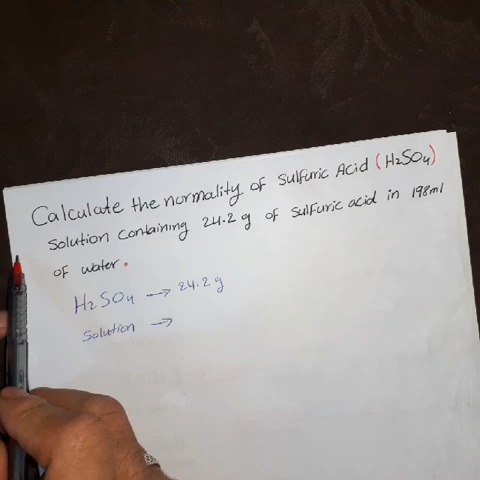 Calculate the normality of sulfuric Acid (H2SO4)
solution containing 24.2 g of sulfuric acid in 198ml
of water.
H2SO4 → 24.2 g
solution →